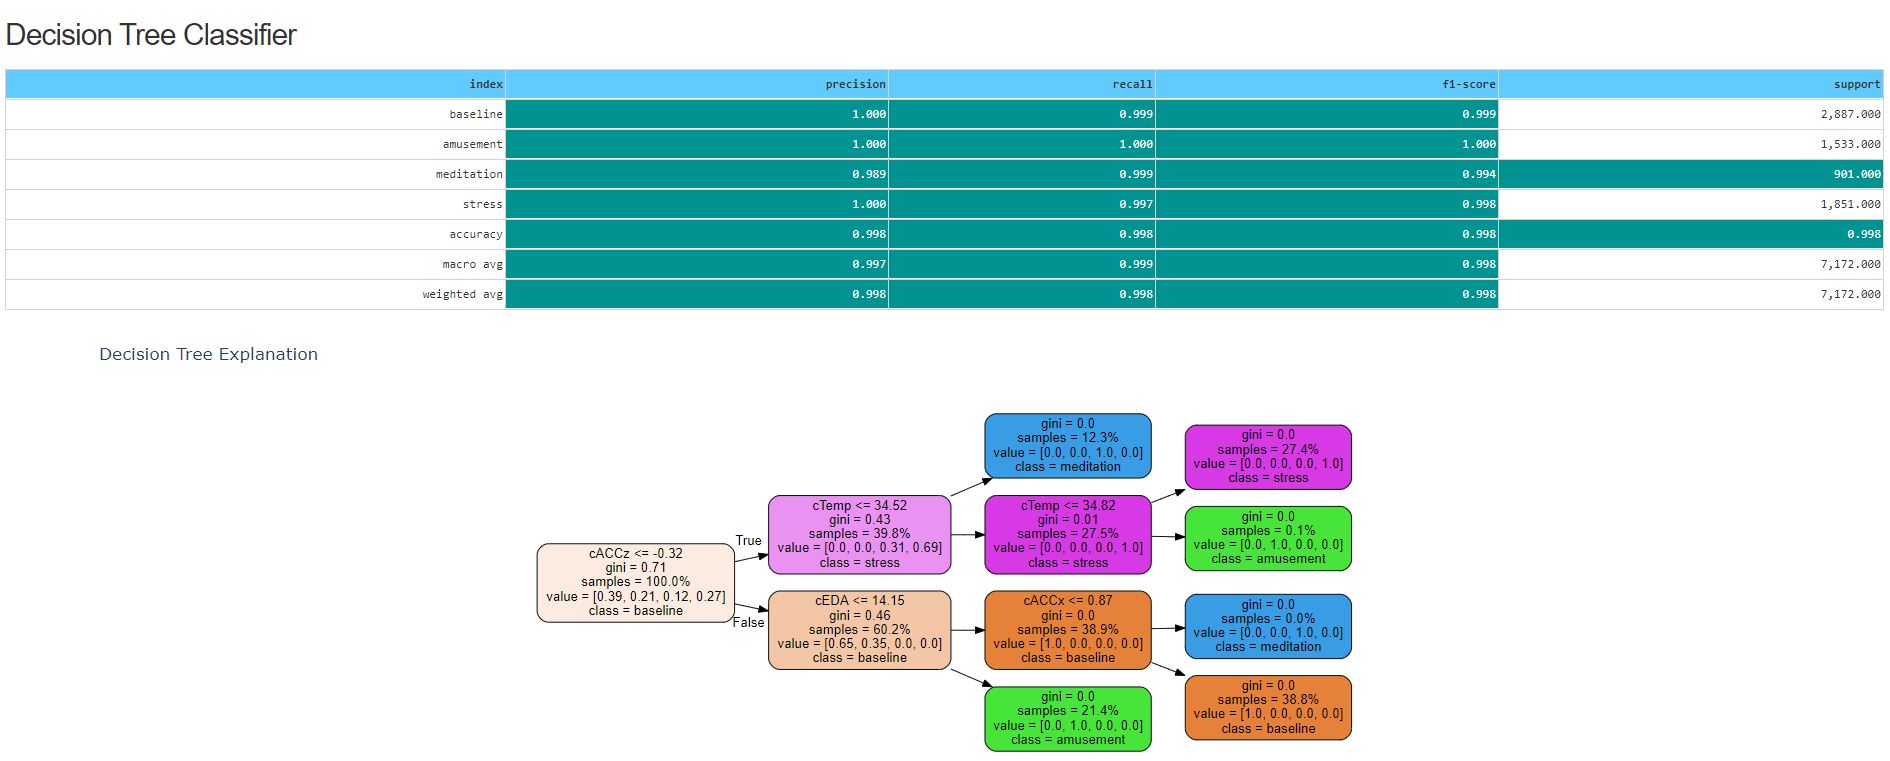 Decision Tree Classifier
index precision recall f1-score support
baseline 1.000 0.999 0.999 2,887.000
amusement 1.000 1.000 1.000 1,533.000
meditation 0.989 0.999 0.994 901.000
stress 1.000 0.997 0.998 1,851.000
accuracy 0.998 0.998 0.998 0.998
macro avg 0.997 0.999 0.998 7,172.000
weighted avg 0.998 0.998 0.998 7,172.000
Decision Tree Explanation
cACCz <= -0.32
gini = 0.71
samples = 100.0%
value = [0.39, 0.21, 0.12, 0.27]
class = baseline
True
False
cTemp <= 34.52
gini = 0.43
samples = 39.8%
value = [0.0, 0.0, 0.31, 0.69]
class = stress
cEDA <= 14.15
gini = 0.46
samples = 60.2%
value = [0.65, 0.35, 0.0, 0.0]
class = baseline
gini = 0.0
samples = 12.3%
value = [0.0, 0.0, 1.0, 0.0]
class = meditation
cTemp <= 34.82
gini = 0.01
samples = 27.5%
value = [0.0, 0.0, 0.0, 1.0]
class = stress
cACCx <= 0.87
gini = 0.0
samples = 38.9%
value = [1.0, 0.0, 0.0, 0.0]
class = baseline
gini = 0.0
samples = 21.4%
value = [0.0, 1.0, 0.0, 0.0]
class = amusement
gini = 0.0
samples = 27.4%
value = [0.0, 0.0, 0.0, 1.0]
class = stress
gini = 0.0
samples = 0.1%
value = [0.0, 1.0, 0.0, 0.0]
class = amusement
gini = 0.0
samples = 0.0%
value = [0.0, 0.0, 1.0, 0.0]
class = meditation
gini = 0.0
samples = 38.8%
value = [1.0, 0.0, 0.0, 0.0]
class = baseline